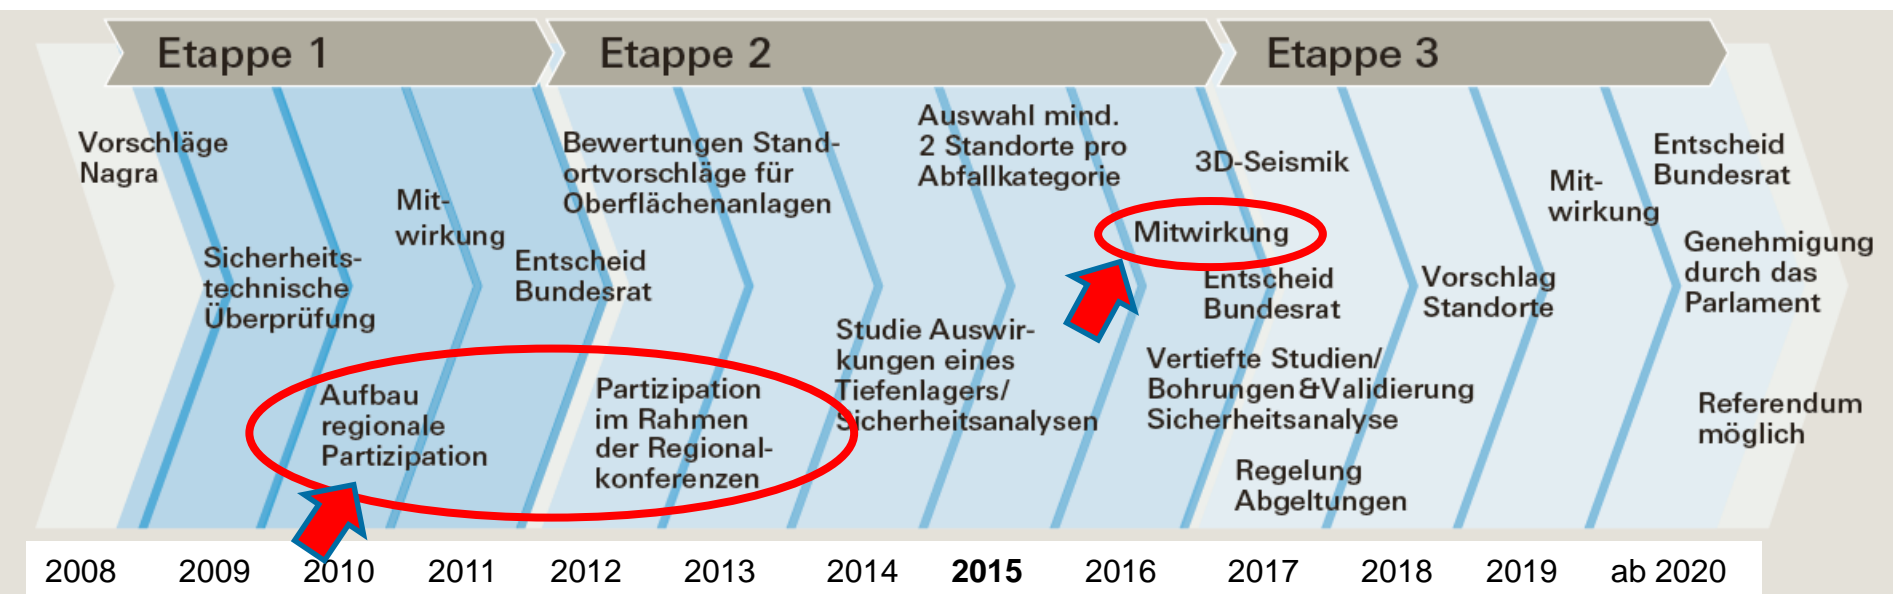 Etappe 1
Etappe 2
Etappe 3
Vorschläge
Nagra
Sicherheits-
technische
Überprüfung
Aufbau
regionale
Partizipation
Mit-
wirkung
Entscheid
Bundesrat
Bewertungen Stand-
ortvorschläge für
Oberflächenanlagen
Partizipation
im Rahmen
der Regional-
konferenzen
Studie Auswir-
kungen eines
Tiefenlagers/
Sicherheitsanalysen
Auswahl mind.
2 Standorte pro
Abfallkategorie
3D-Seismik
Mitwirkung
Entscheid
Bundesrat
Vertiefte Studien/
Bohrungen&Validierung
Sicherheitsanalyse
Regelung
Abgeltungen
Vorschlag
Standorte
Mit-
wirkung
Entscheid
Bundesrat
Genehmigung
durch das
Parlament
Referendum
möglich
2008 2009 2010 2011 2012 2013 2014 2015 2016 2017 2018 2019 ab 2020